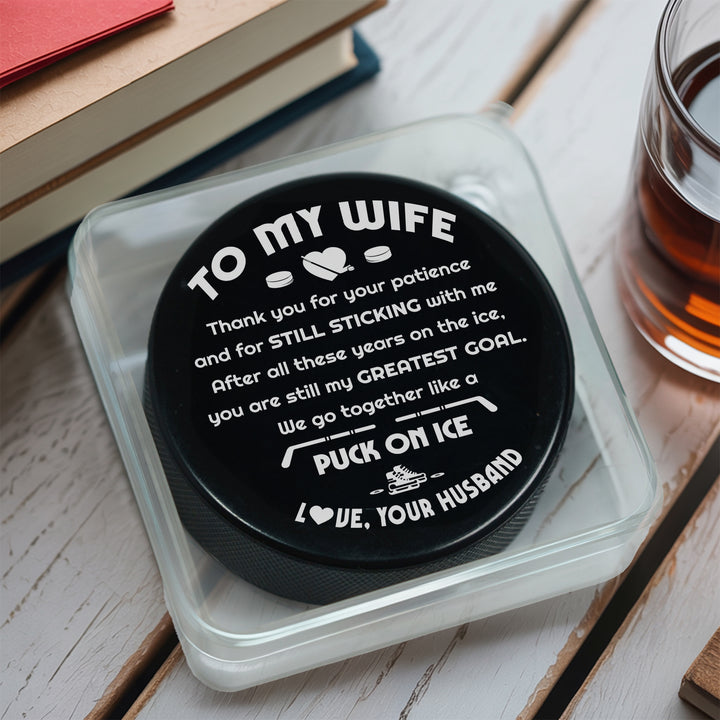 TO MY WIFE
Thank you for your patience
and for STILL STICKING with me
After all these years on the ice,
you are still my GREATEST GOAL.
We go together like a
PUCK ON ICE
LOVE, YOUR HUSBAND